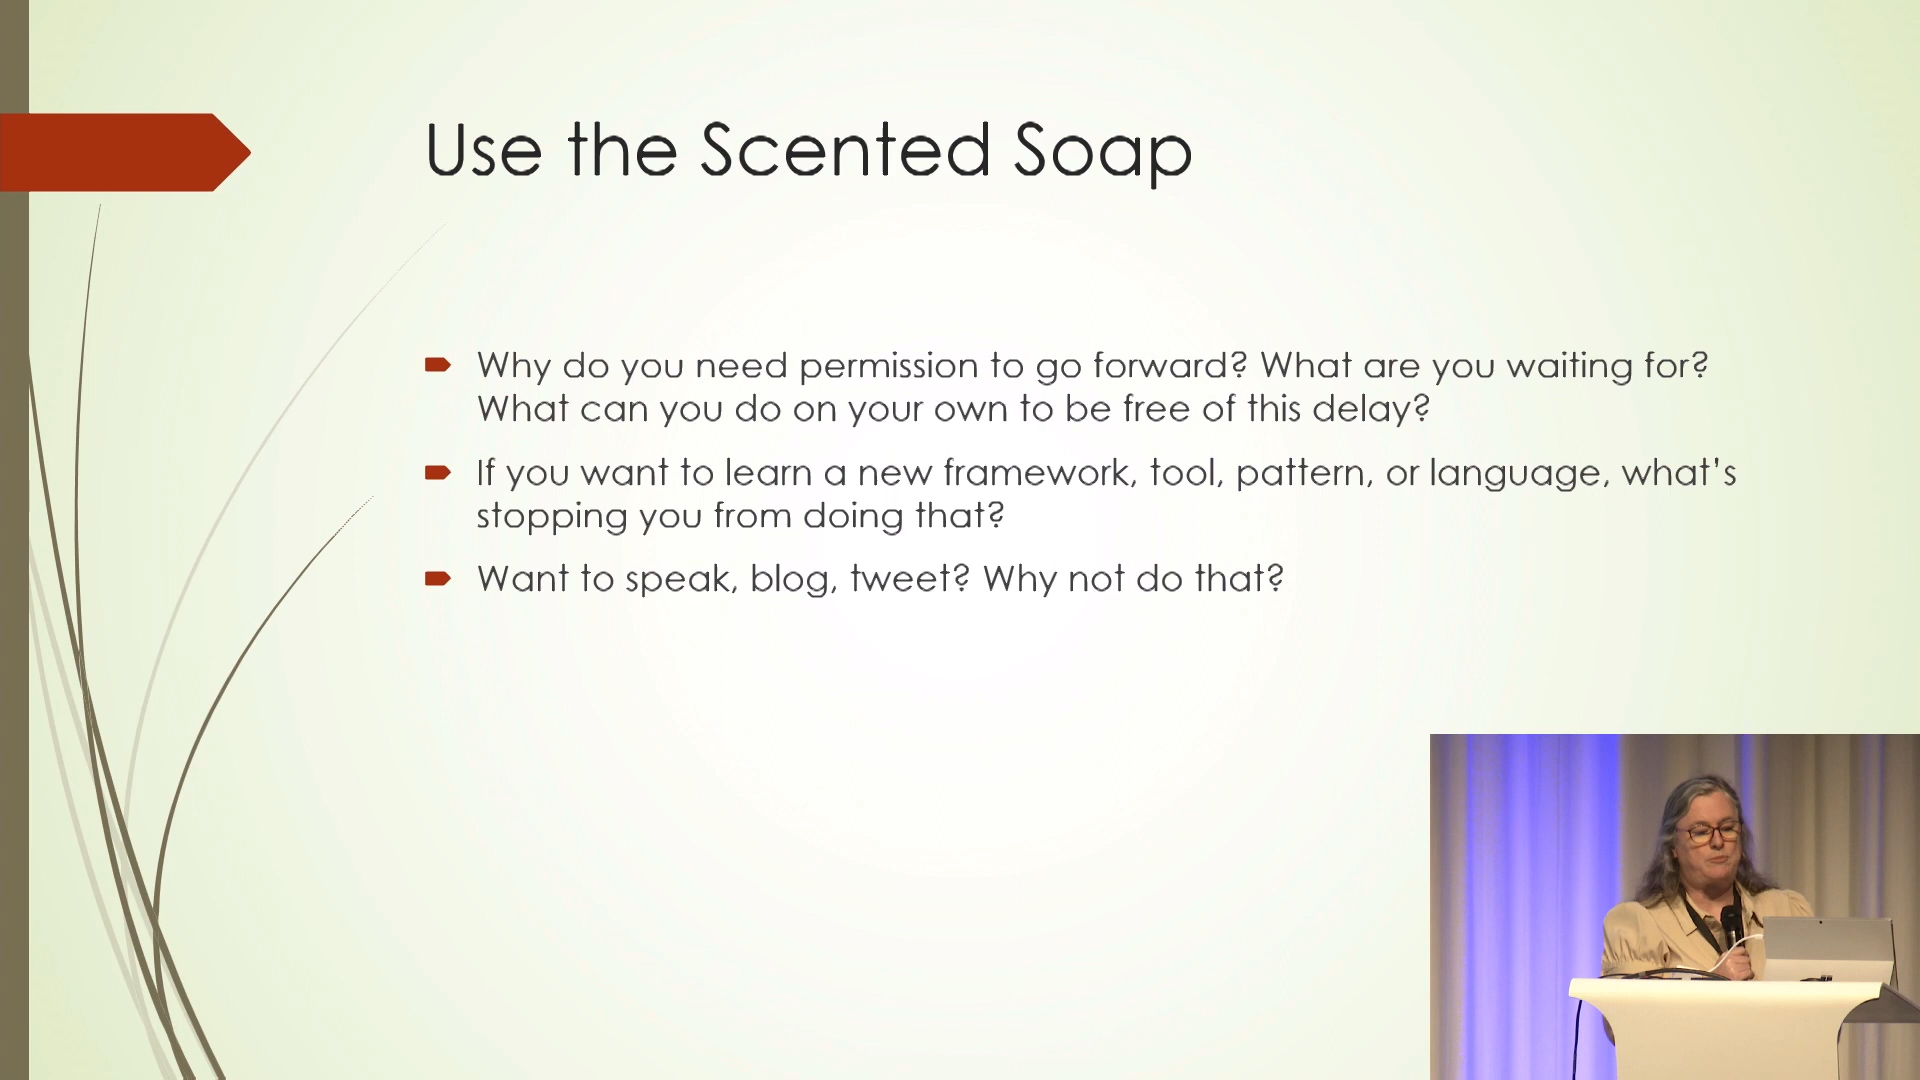 Use the Scented Soap
Why do you need permission to go forward? What are you waiting for?
What can you do on your own to be free of this delay?
If you want to learn a new framework, tool, pattern, or language, what's
stopping you from doing that?
Want to speak, blog, tweet? Why not do that?